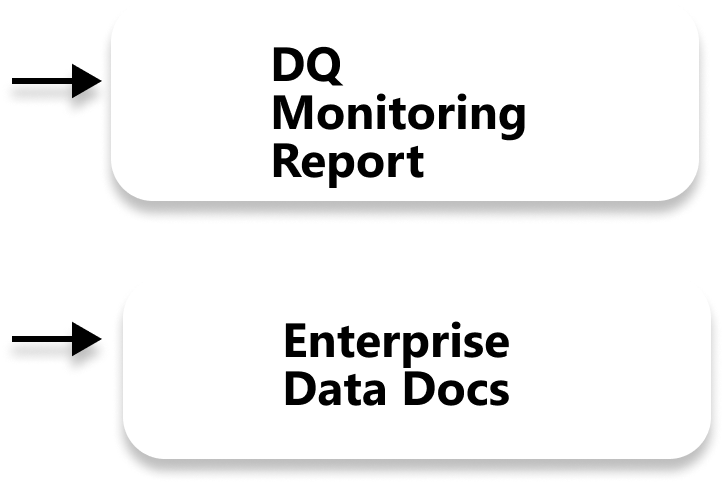 DQ
Monitoring
Report
Enterprise
Data Docs